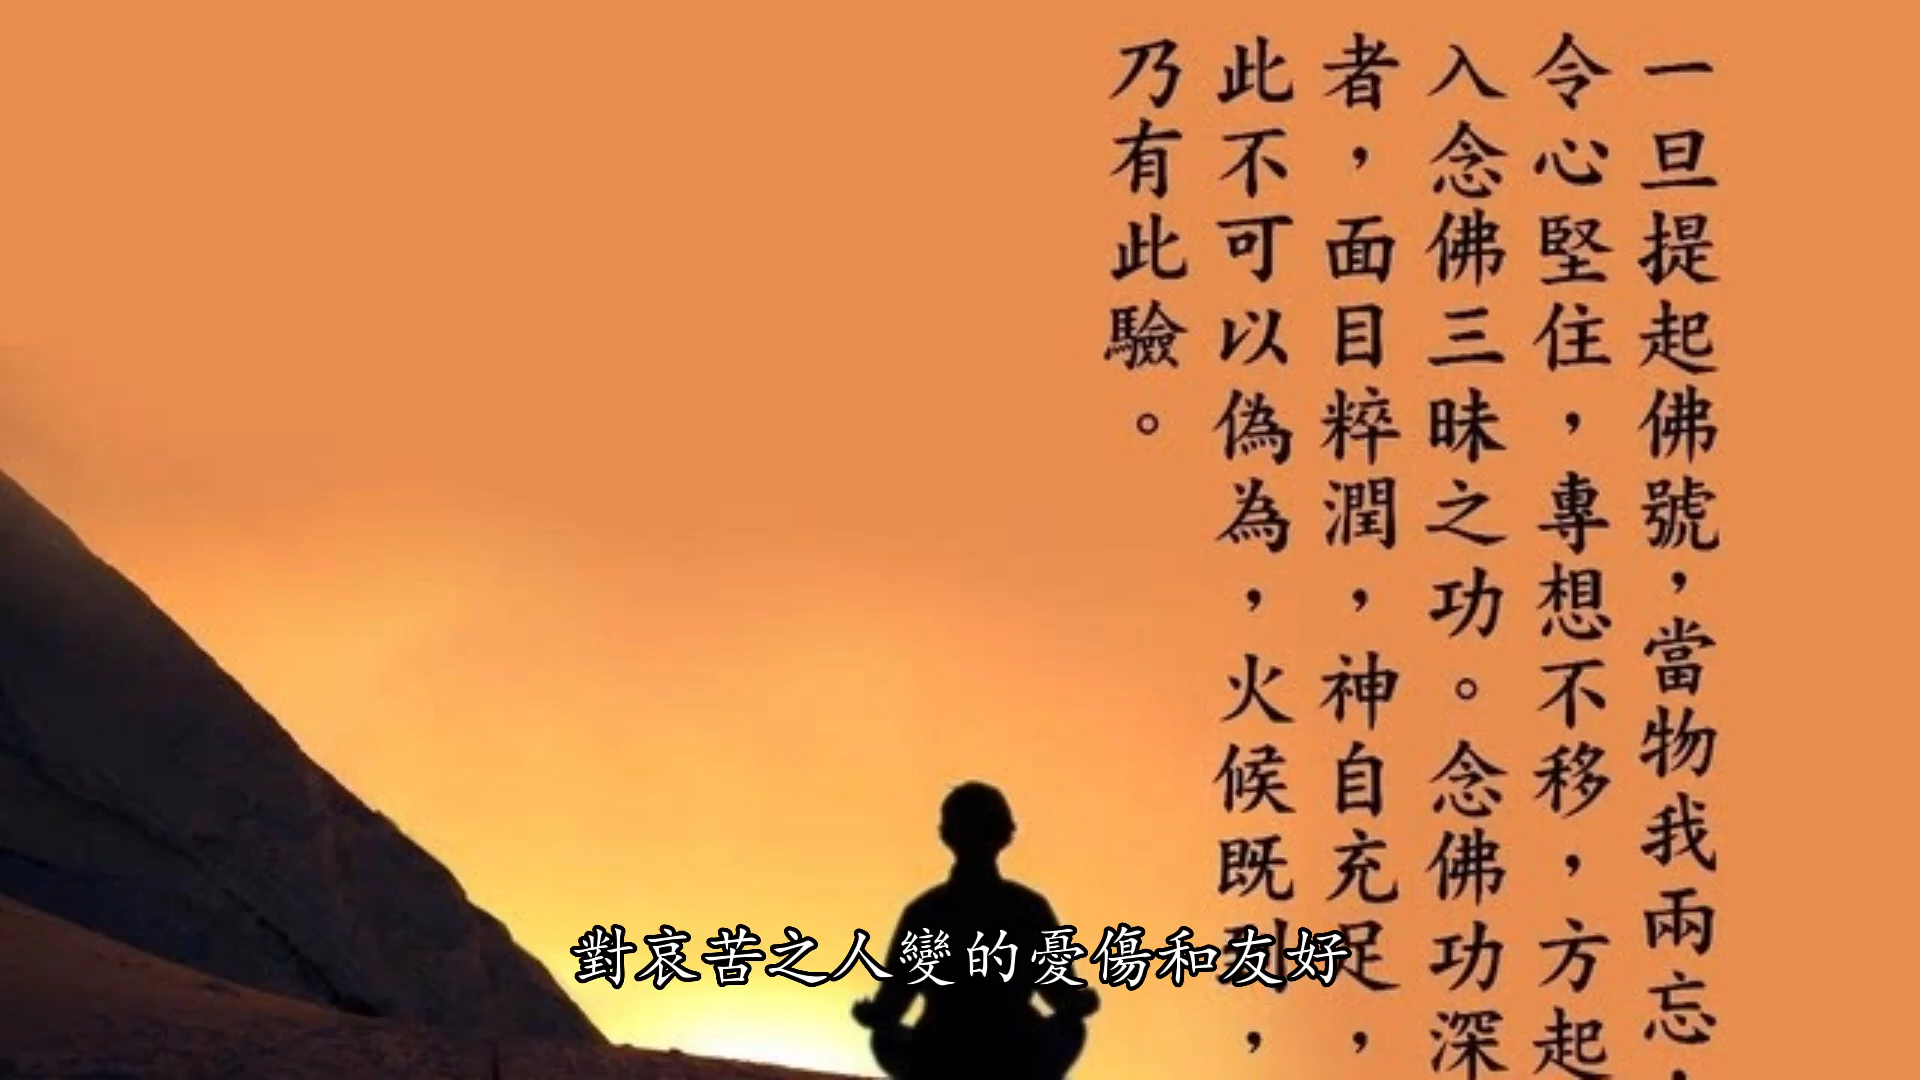 一旦提起佛號，當物我兩忘，
令心堅住，專想不移，方起
入念佛三昧之功。念佛功深
者，面目粹潤，神自充足，
此不可以偽為，火候既到，
乃有此驗。
對哀苦之人變的憂傷和友好